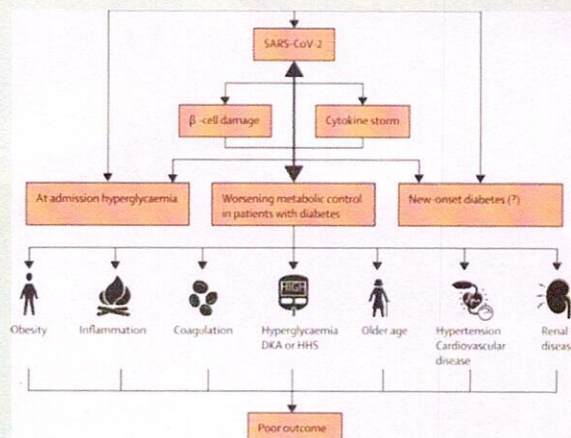 SARS-CoV-2
β-cell damage
Cytokine storm
At admission hyperglycaemia
Worsening metabolic control
in patients with diabetes
New-onset diabetes (?)
HIGH
Obesity
Inflammation
Coagulation
Hyperglycaemia
DKA or HHS
Older age
Hypertension
Cardiovascular
disease
Renal
diseas
Poor outcome